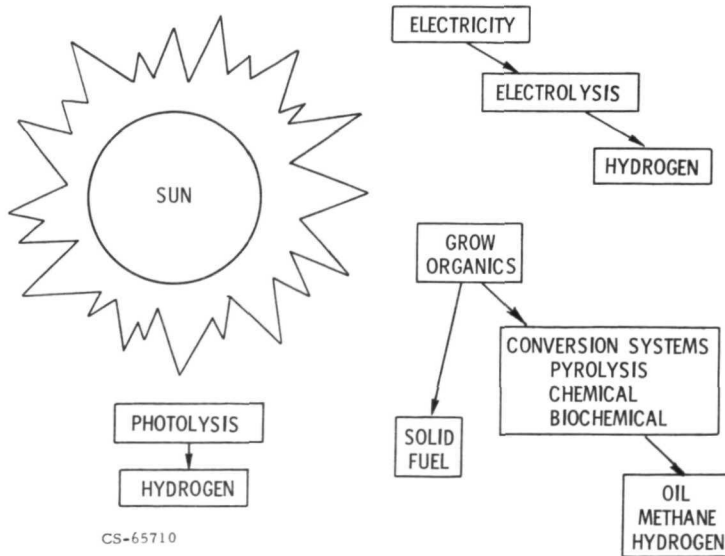 ELECTRICITY
ELECTROLYSIS
HYDROGEN
SUN
GROW
ORGANICS
CONVERSION SYSTEMS
PYROLYSIS
CHEMICAL
BIOCHEMICAL
SOLID
FUEL
OIL
METHANE
HYDROGEN
PHOTOLYSIS
HYDROGEN
CS-65710